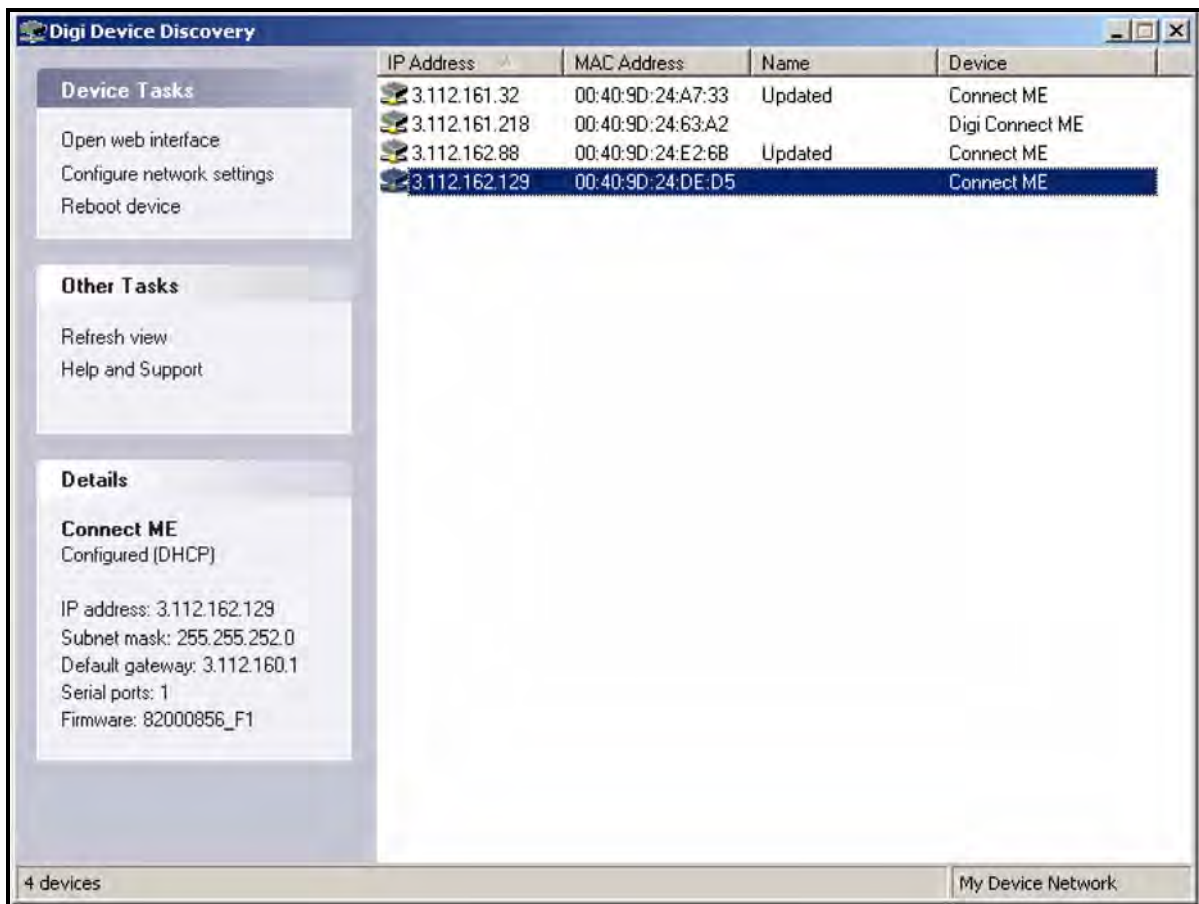 Digi Device Discovery
Device Tasks
Open web interface
Configure network settings
Reboot device
Other Tasks
Refresh view
Help and Support
Details
Connect ME
Configured (DHCP)
IP address: 3.112.162.129
Subnet mask: 255.255.252.0
Default gateway: 3.112.160.1
Serial ports: 1
Firmware: 82000856_F1
IP Address MAC Address Name Device
3.112.161.32 00:40:9D:24:A7:33 Updated Connect ME
3.112.161.218 00:40:9D:24:63:A2 Digi Connect ME
3.112.162.88 00:40:9D:24:E2:6B Updated Connect ME
3.112.162.129 00:40:9D:24:DE:D5 Connect ME
4 devices My Device Network